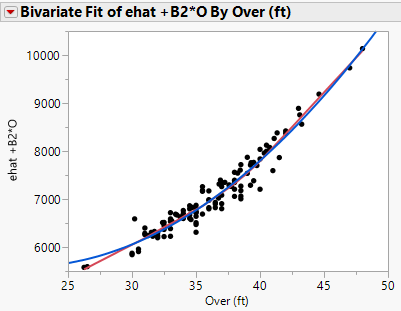 Bivariate Fit of ehat +B2*O By Over (ft)
10000
9000
8000
7000
6000
ehat +B2*O
25 30 35 40 45 50
Over (ft)